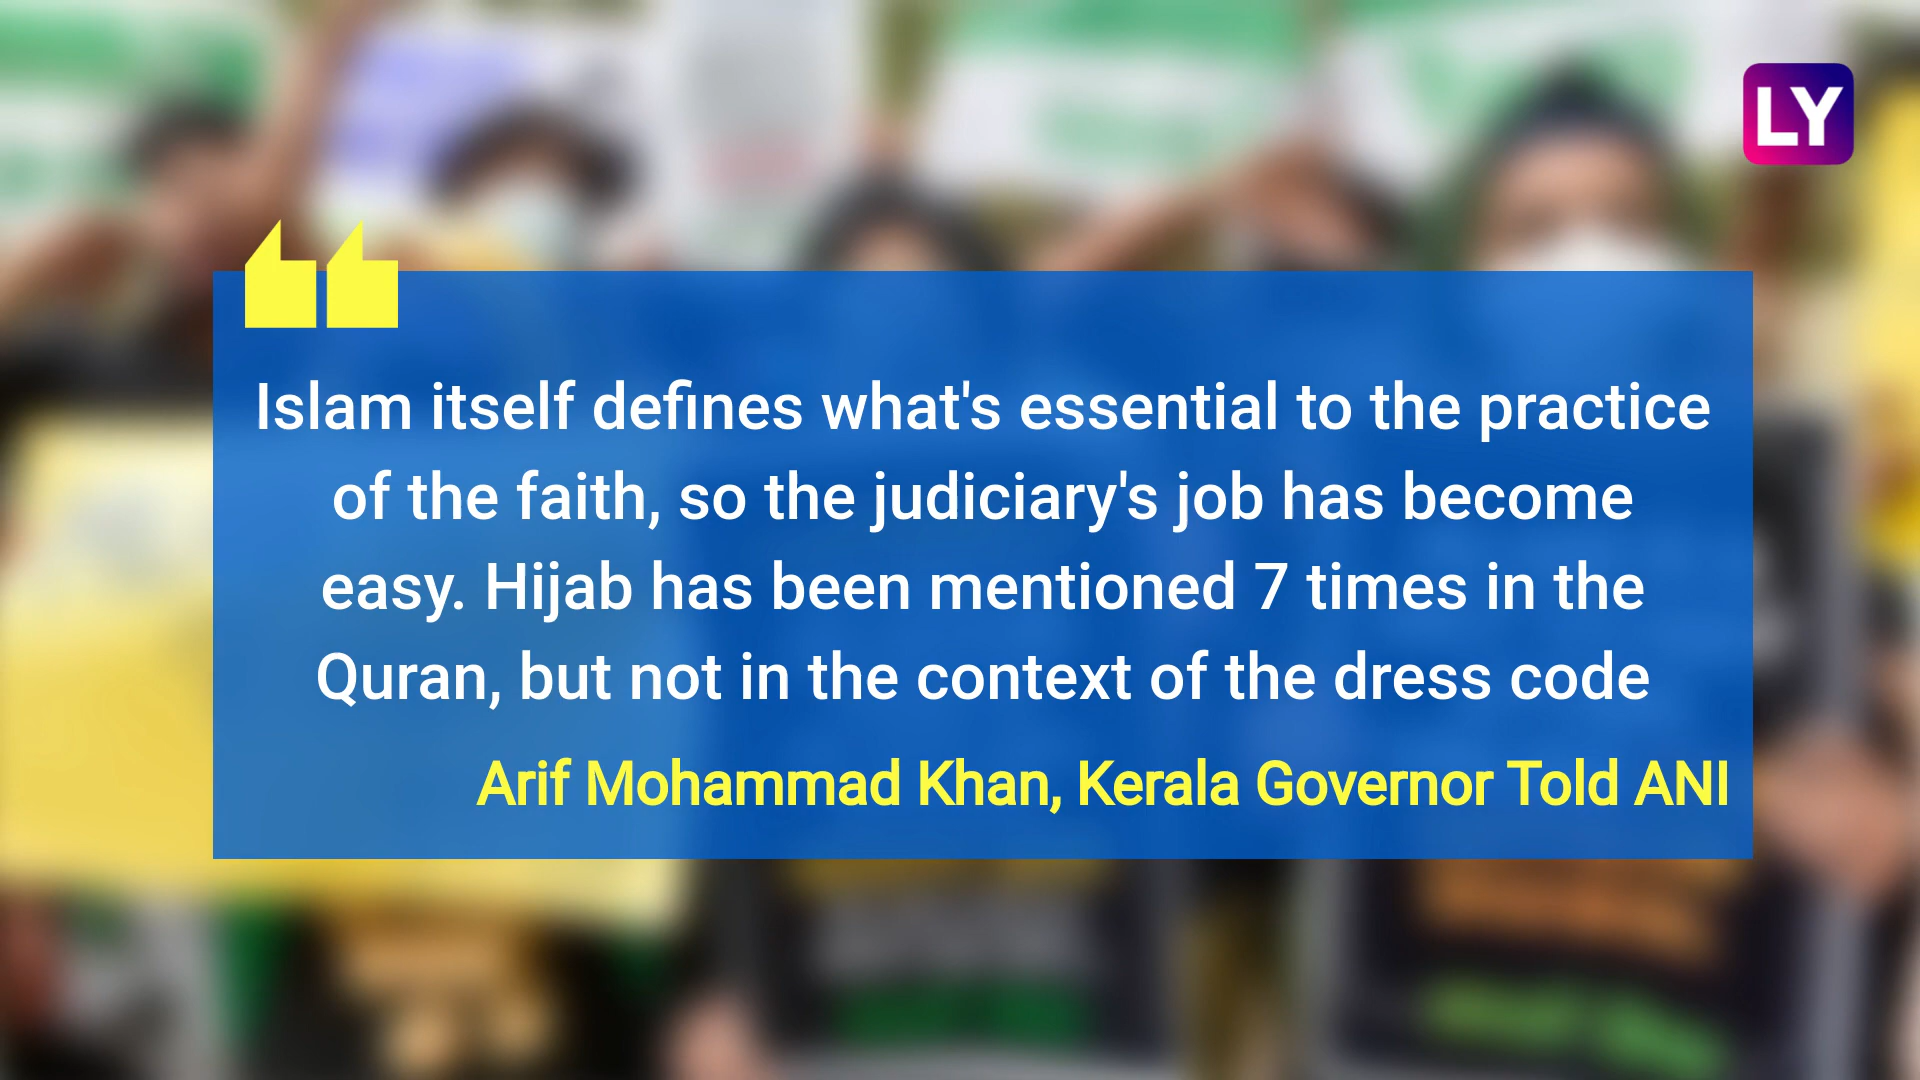 LY
Islam itself defines what's essential to the practice
of the faith, so the judiciary's job has become
easy. Hijab has been mentioned 7 times in the
Quran, but not in the context of the dress code
Arif Mohammad Khan, Kerala Governor Told ANI